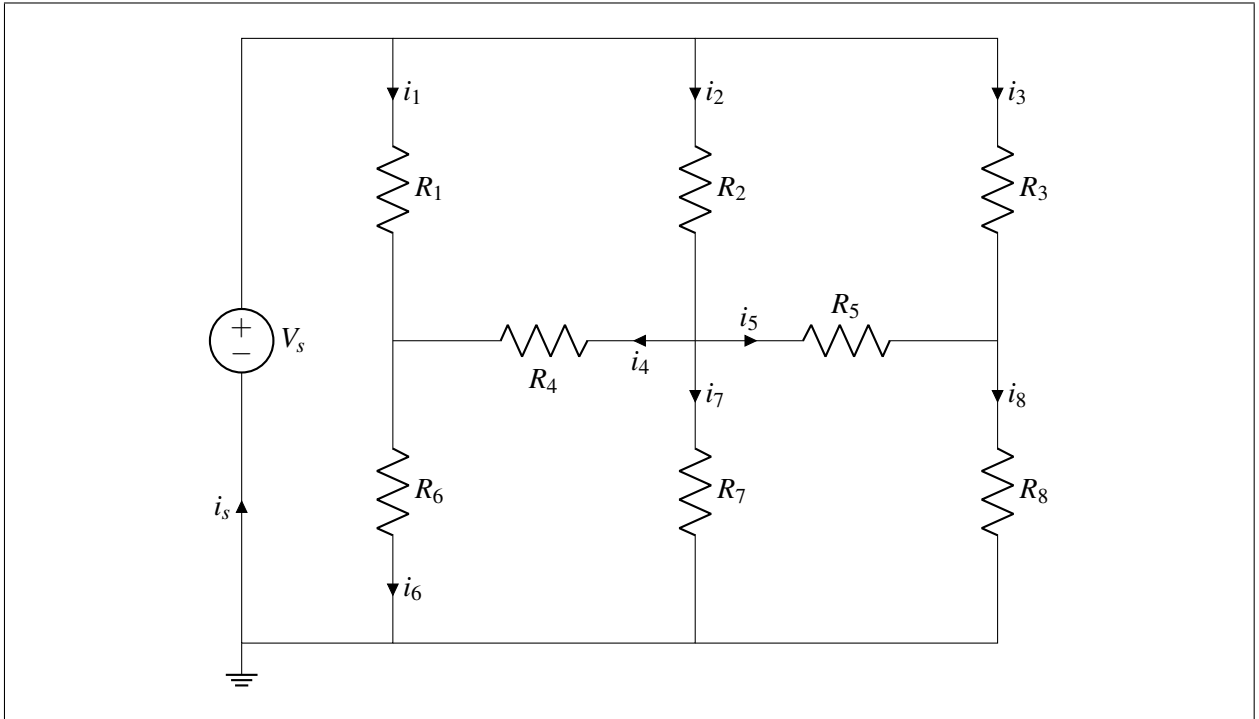 i₁ i₂ i₃
R₁ R₂ R₃
R₅
i₅
+
− Vₛ
i₄
R₄
i₇ i₈
R₆ R₇ R₈
iₛ
i₆